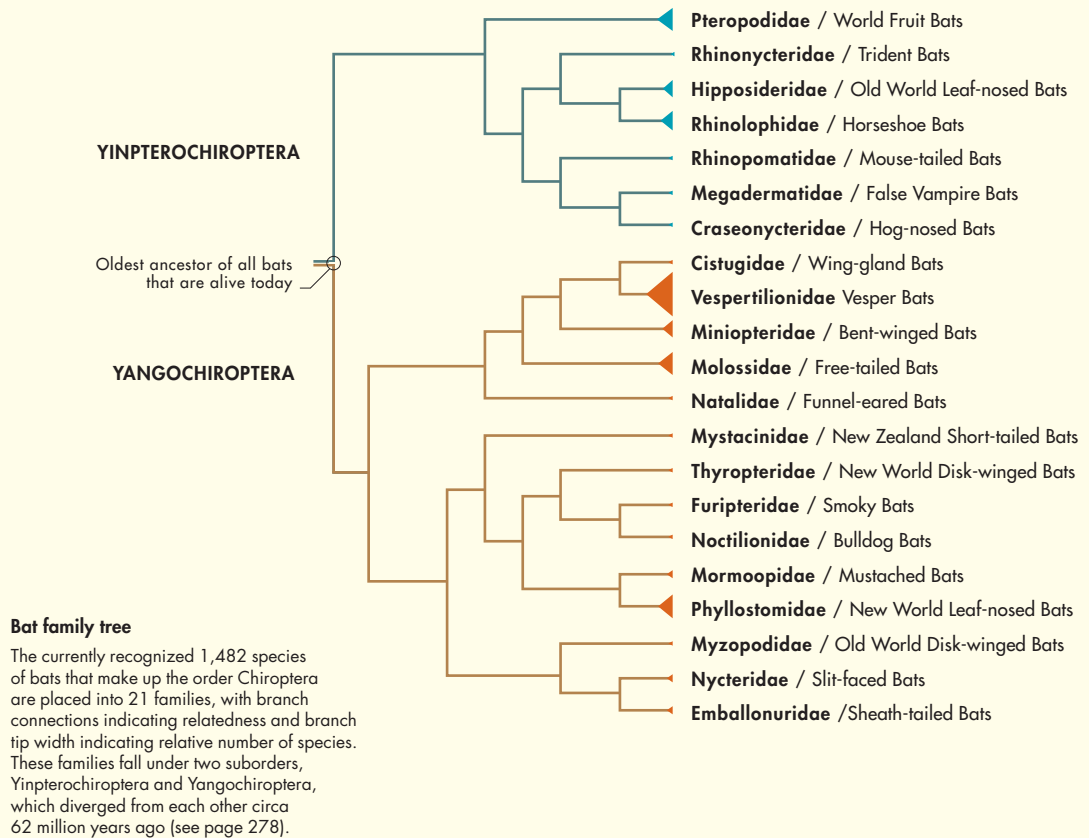 Pteropodidae / World Fruit Bats
Rhinonycteridae / Trident Bats
Hipposideridae / Old World Leaf-nosed Bats
Rhinolophidae / Horseshoe Bats
YINPTEROCHIROPTERA
Rhinopomatidae / Mouse-tailed Bats
Megadermatidae / False Vampire Bats
Craseonycteridae / Hog-nosed Bats
Oldest ancestor of all bats
that are alive today
Cistugidae / Wing-gland Bats
Vespertilionidae Vesper Bats
Miniopteridae / Bent-winged Bats
YANGOCHIROPTERA
Molossidae / Free-tailed Bats
Natalidae / Funnel-eared Bats
Mystacinidae / New Zealand Short-tailed Bats
Thyropteridae / New World Disk-winged Bats
Furipteridae / Smoky Bats
Noctilionidae / Bulldog Bats
Mormoopidae / Mustached Bats
Phyllostomidae / New World Leaf-nosed Bats
Myzopodidae / Old World Disk-winged Bats
Nycteridae / Slit-faced Bats
Emballonuridae /Sheath-tailed Bats
Bat family tree
The currently recognized 1,482 species
of bats that make up the order Chiroptera
are placed into 21 families, with branch
connections indicating relatedness and branch
tip width indicating relative number of species.
These families fall under two suborders,
Yinpterochiroptera and Yangochiroptera,
which diverged from each other circa
62 million years ago (see page 278).